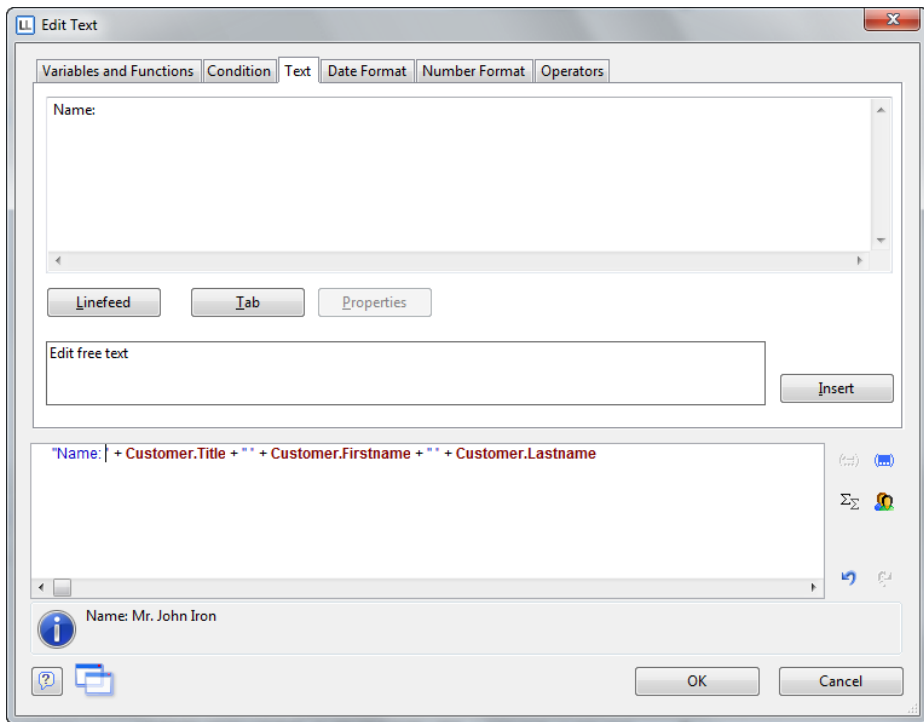 LL Edit Text
Variables and Functions Condition Text Date Format Number Format Operators
Name:
Linefeed Tab Properties
Edit free text
Insert
"Name: " + Customer.Title + " " + Customer.Firstname + " " + Customer.Lastname
Name: Mr. John Iron
OK Cancel